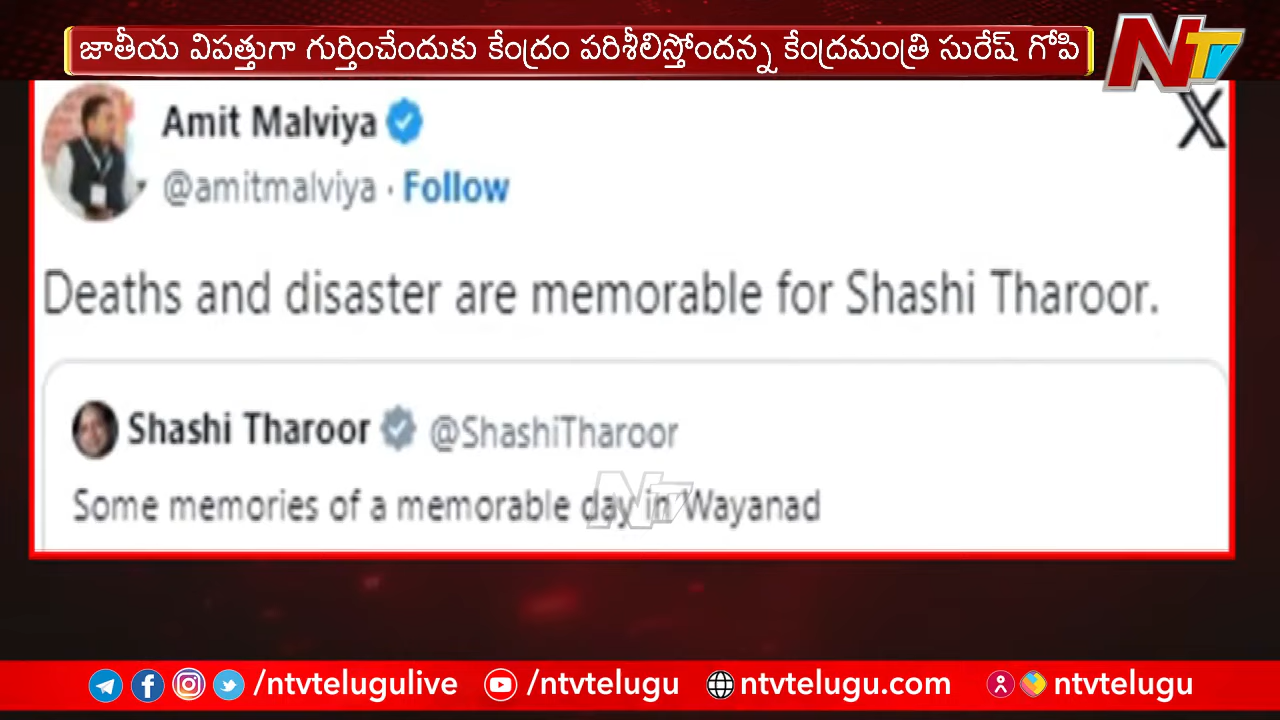 జాతీయ విపత్తుగా గుర్తించేందుకు కేంద్రం పరిశీలిస్తోందన్న కేంద్రమంత్రి సురేష్ గోపి
NTV
X
Amit Malviya
@amitmalviya · Follow
Deaths and disaster are memorable for Shashi Tharoor.
Shashi Tharoor @ShashiTharoor
Some memories of a memorable day in Wayanad
NTV
/ntvtelugulive /ntvtelugu ntvtelugu.com ntvtelugu